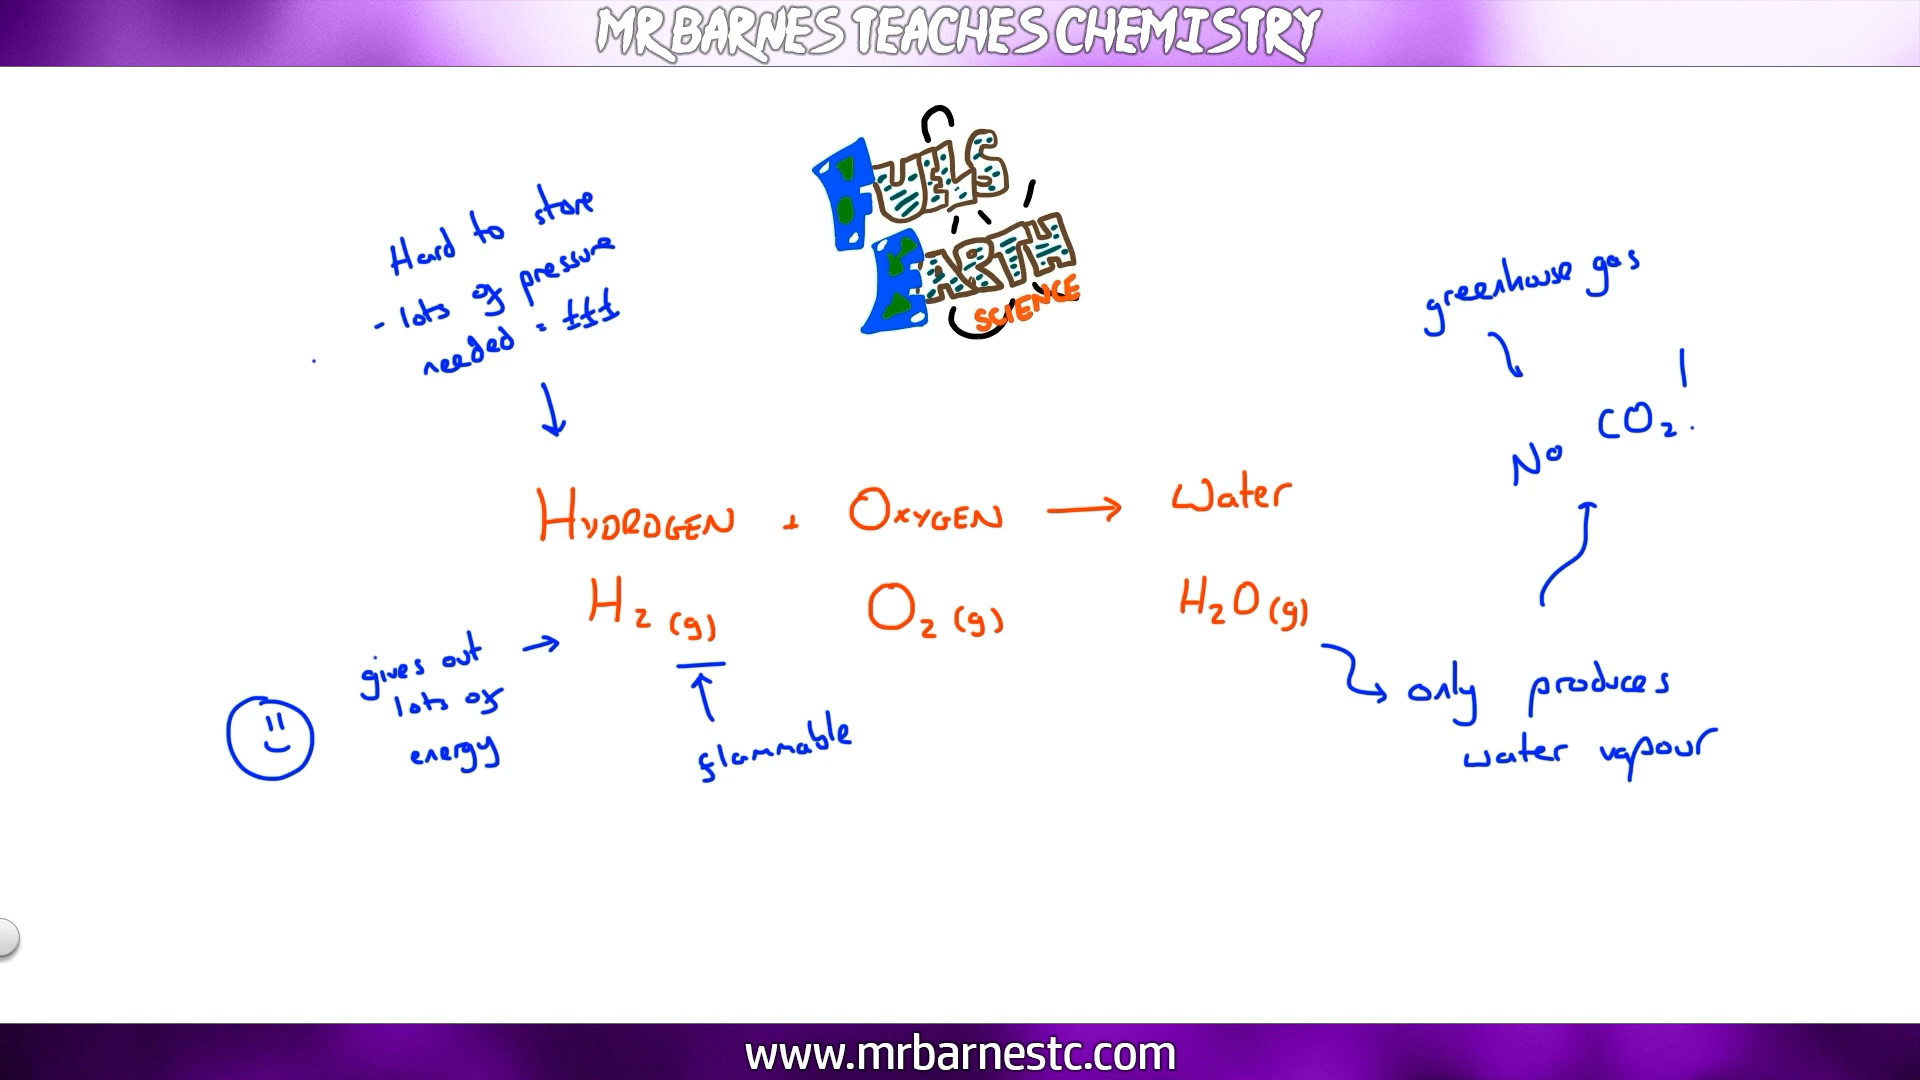 MR BARNES TEACHES CHEMISTRY
FUELS
EARTH
SCIENCE
Hard to store
- lots of pressure
needed = £££
greenhouse gas
No CO₂!
HYDROGEN + OXYGEN → Water
H₂ (g) O₂ (g) H₂O (g)
gives out →
lots of
energy
flammable
only produces
water vapour
www.mrbarnestc.com